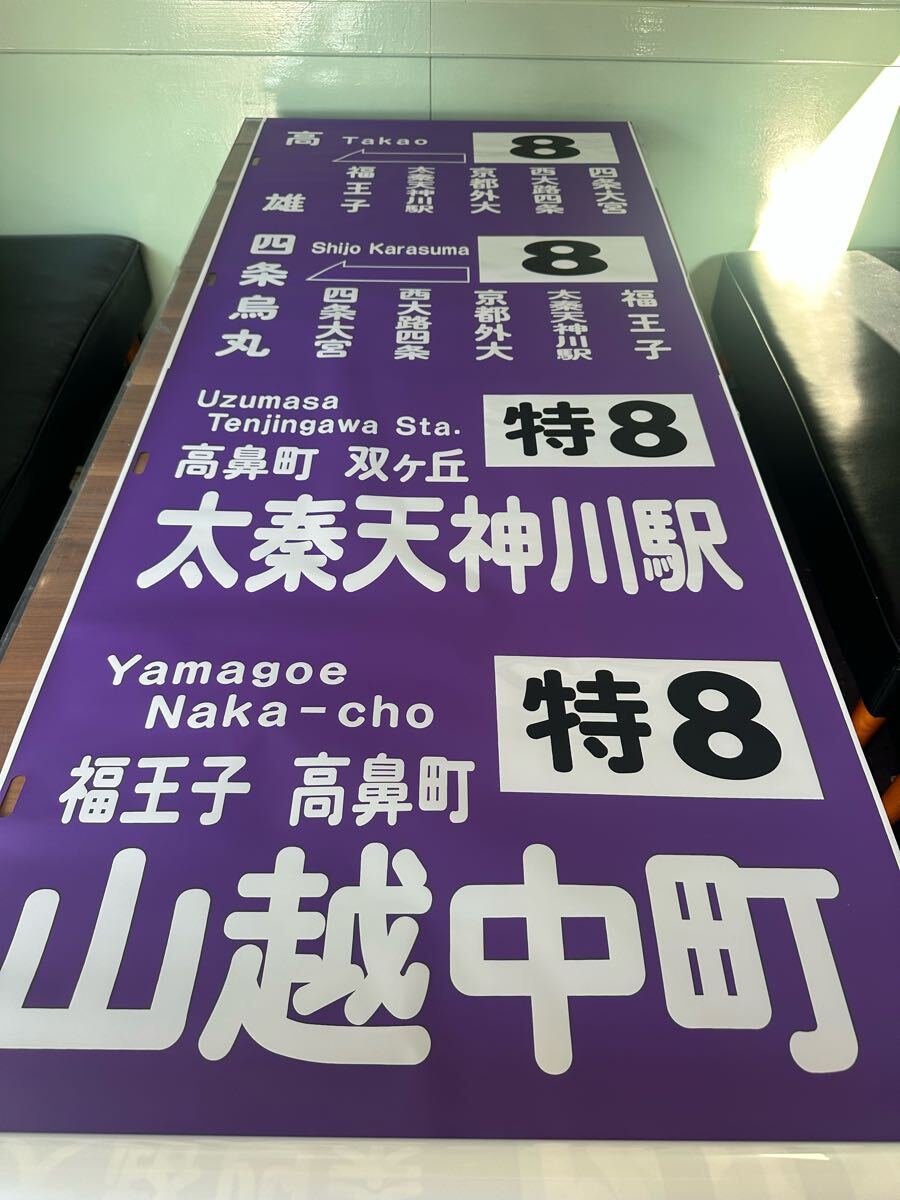 高雄 Takao 8
福王子 太秦天神川駅 京都外大 西大路四条 四条大宮
四条烏丸 Shijo Karasuma 8
四条大宮 西大路四条 京都外大 太秦天神川駅 福王子
Uzumasa
Tenjingawa Sta. 特8
高鼻町 双ヶ丘
太秦天神川駅
Yamagoe
Naka-cho 特8
福王子 高鼻町
山越中町